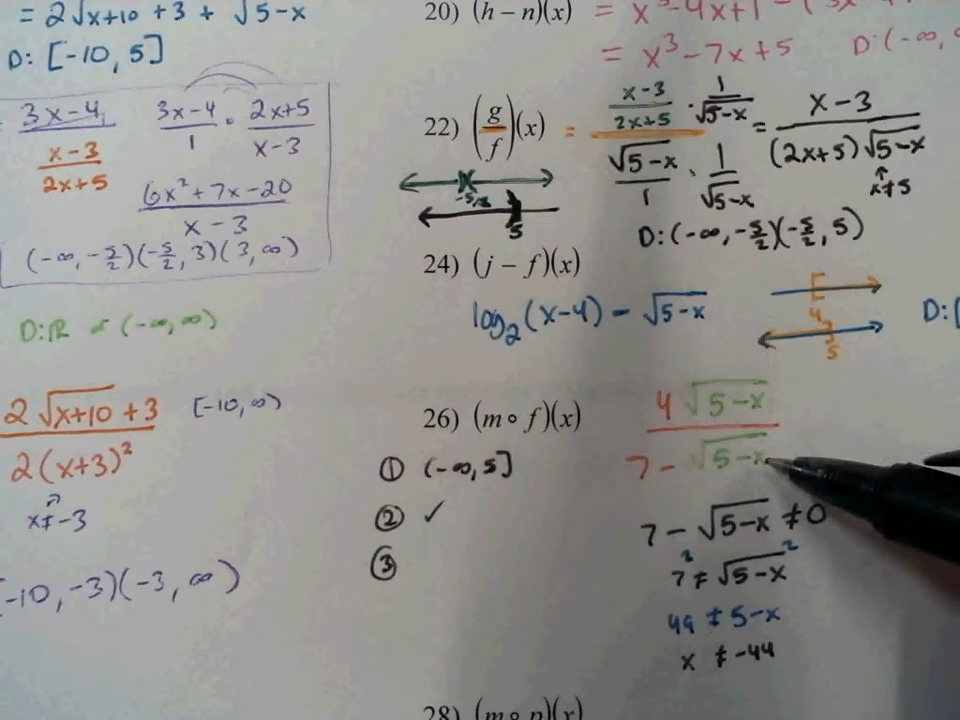 = 2√x+10 + 3 + √5-x
D: [-10, 5]
3x-4
x-3
2x+5
3x-4 / 1 · 2x+5 / x-3
6x² + 7x - 20
x - 3
(-∞, -5/2)(-5/2, 3)(3, ∞)
D: ℝ or (-∞, ∞)
2√x+10 + 3
2(x+3)²
[-10, ∞)
x ≠ -3
-10, -3)(-3, ∞)
20) (h – n)(x)
= x³ - 7x + 5
22) (g/f)(x) = x-3 / 2x+5 · 1 / √5-x
√5-x / 1 · 1 / √5-x
= x-3 / (2x+5)√5-x
x ≠ 5
-5/2
5
D: (-∞, -5/2)(-5/2, 5)
24) (j – f)(x)
log₂(x-4) - √5-x
4
5
D: [
26) (m ∘ f)(x)
4√5-x
7 - √5-x
① (-∞, 5]
② ✓
③
7 - √5-x ≠ 0
7² ≠ √5-x²
49 ≠ 5-x
x ≠ -44
28) (m ∘ n)(x)